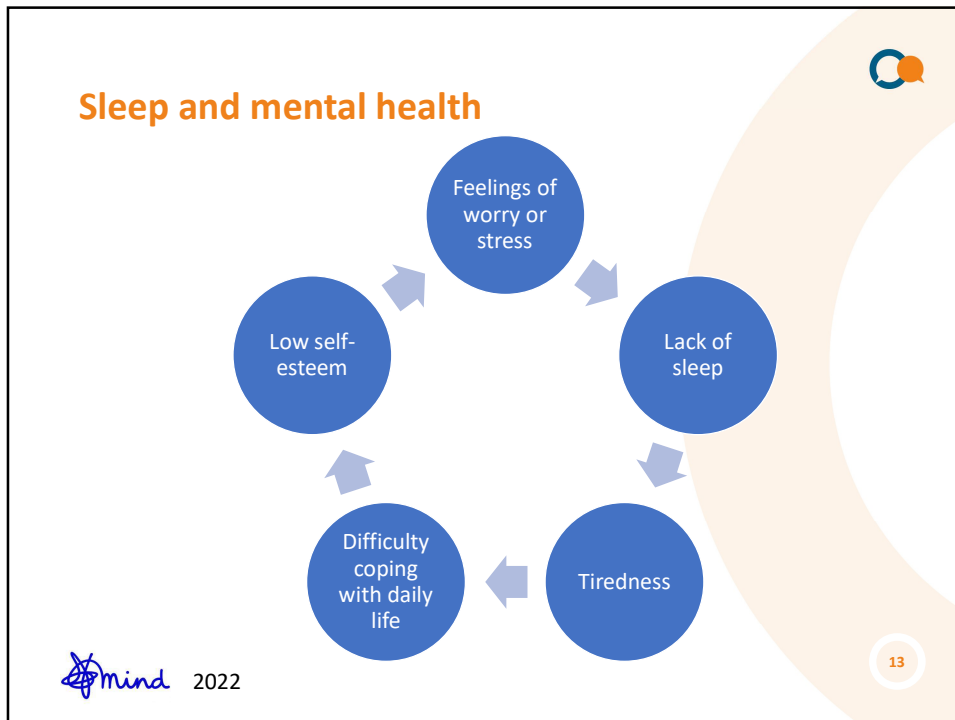 Sleep and mental health
Feelings of
worry or
stress
Lack of
sleep
Tiredness
Difficulty
coping
with daily
life
Low self-
esteem
mind 2022
13